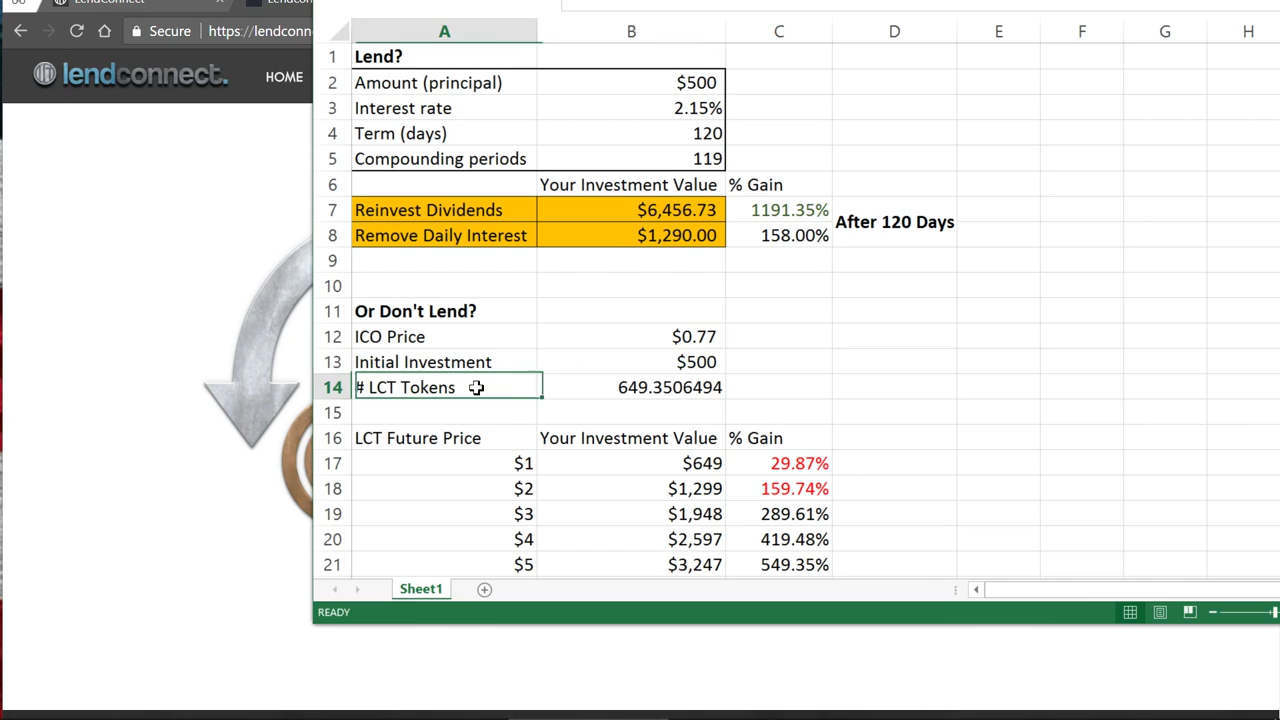 LendConnect
Lendconn
Secure
https://lendconn
lendconnect.
HOME
A B C D E F G H
1 Lend?
2 Amount (principal) $500
3 Interest rate 2.15%
4 Term (days) 120
5 Compounding periods 119
6 Your Investment Value % Gain
7 Reinvest Dividends $6,456.73 1191.35%
After 120 Days
8 Remove Daily Interest $1,290.00 158.00%
9
10
11 Or Don't Lend?
12 ICO Price $0.77
13 Initial Investment $500
14 # LCT Tokens 649.3506494
15
16 LCT Future Price Your Investment Value % Gain
17 $1 $649 29.87%
18 $2 $1,299 159.74%
19 $3 $1,948 289.61%
20 $4 $2,597 419.48%
21 $5 $3,247 549.35%
Sheet1
READY